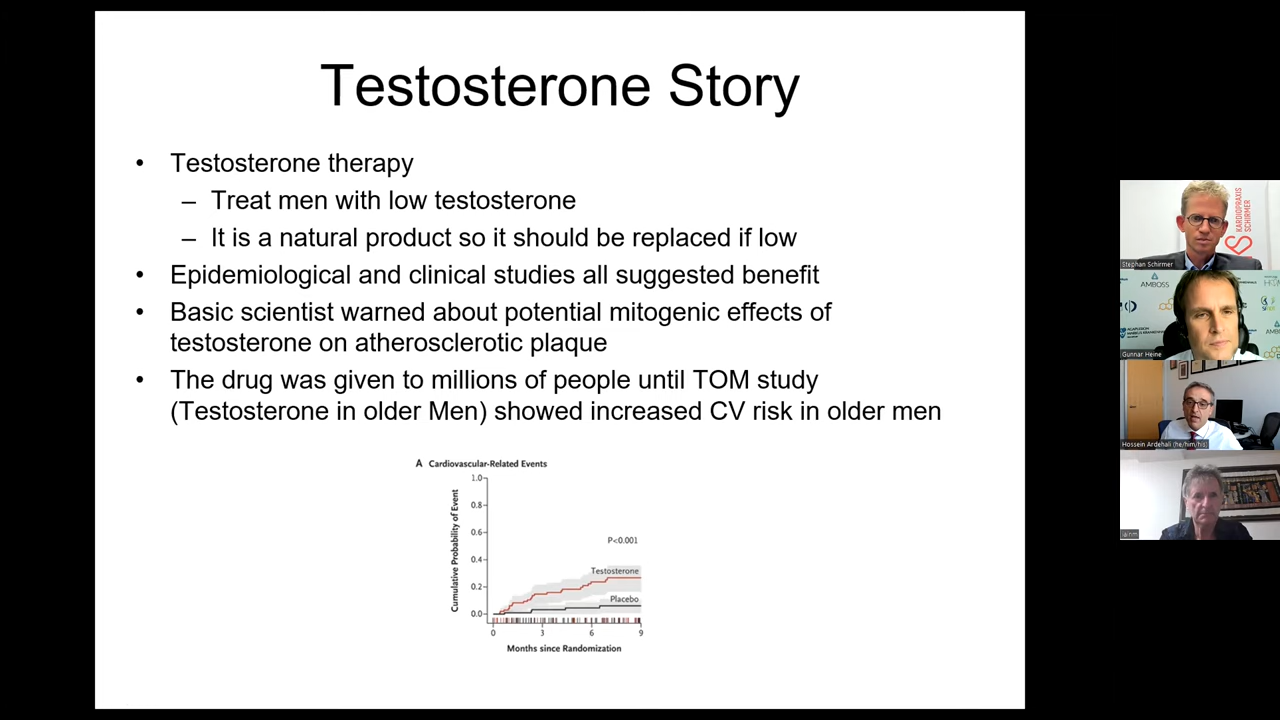 Testosterone Story
• Testosterone therapy
– Treat men with low testosterone
– It is a natural product so it should be replaced if low
• Epidemiological and clinical studies all suggested benefit
• Basic scientist warned about potential mitogenic effects of
testosterone on atherosclerotic plaque
• The drug was given to millions of people until TOM study
(Testosterone in older Men) showed increased CV risk in older men
A Cardiovascular-Related Events
Cumulative Probability of Event
1.0
0.8
0.6
0.4
0.2
0.0
P<0.001
Testosterone
Placebo
0 3 6 9
Months since Randomization
KARDIOPRAXIS
SCHIRMER
Stephan Schirmer
AMBOSS
Gunnar Heine
Hossein Ardehali (he/him/his)